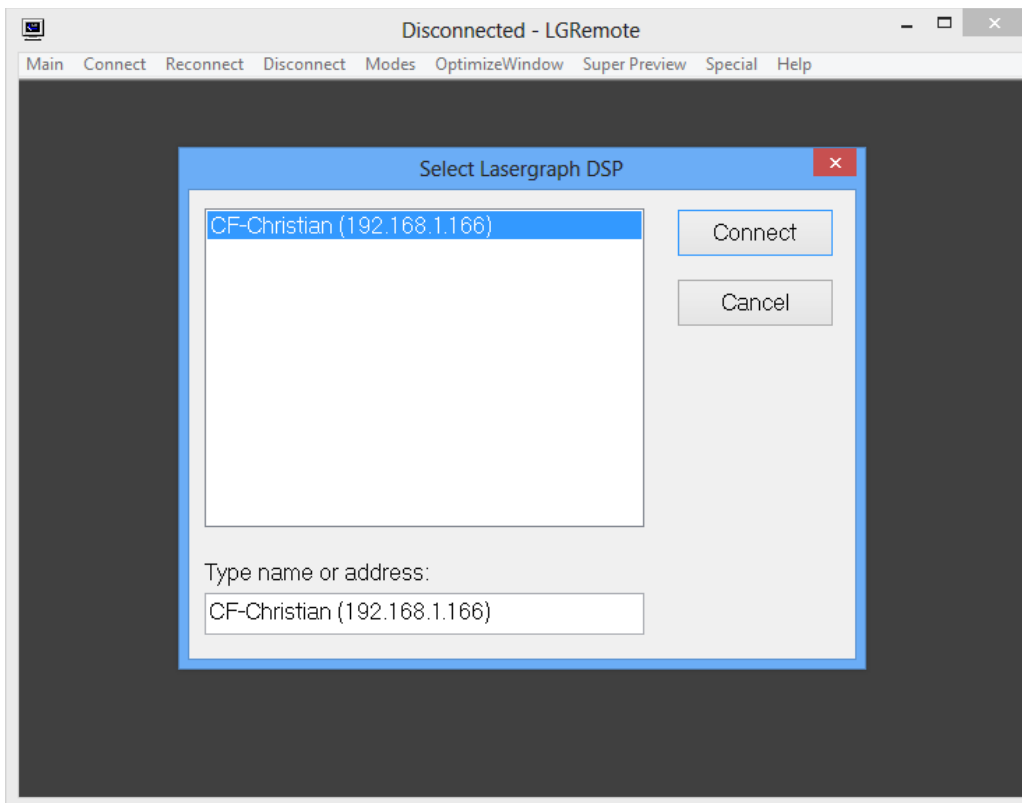 Disconnected - LGRemote
Main Connect Reconnect Disconnect Modes OptimizeWindow Super Preview Special Help
Select Lasergraph DSP
CF-Christian (192.168.1.166)
Connect
Cancel
Type name or address:
CF-Christian (192.168.1.166)